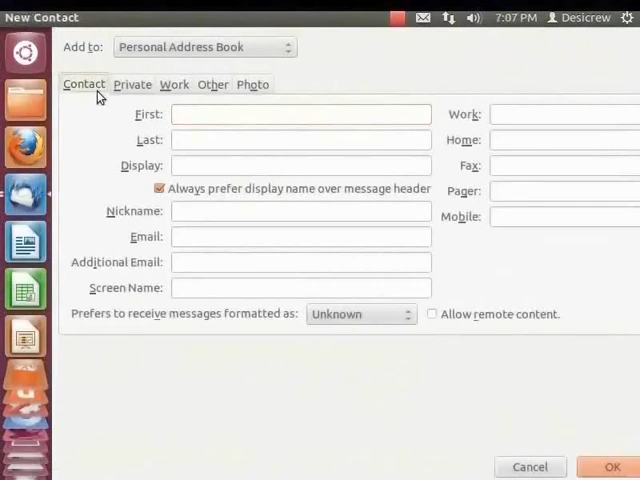 New Contact 7:07 PM Desicrew
Add to: Personal Address Book
Contact Private Work Other Photo
First: Work:
Last: Home:
Display: Fax:
Always prefer display name over message header Pager:
Nickname: Mobile:
Email:
Additional Email:
Screen Name:
Prefers to receive messages formatted as: Unknown Allow remote content.
Cancel OK